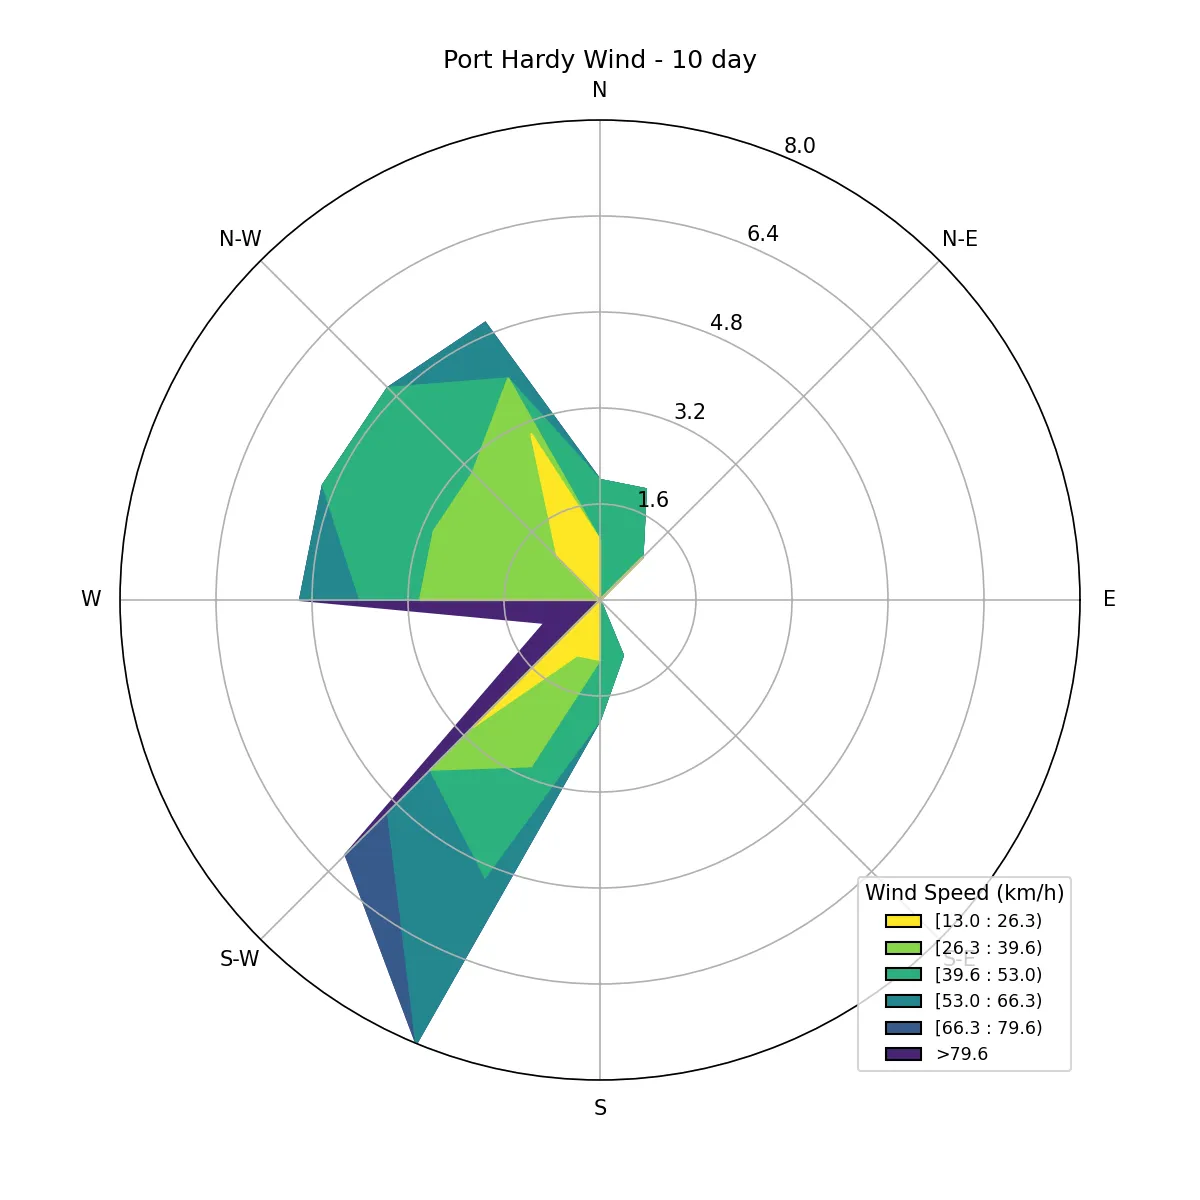 Port Hardy Wind - 10 day
N
8.0
N-W
N-E
6.4
4.8
3.2
1.6
W
E
Wind Speed (km/h)
[13.0 : 26.3)
[26.3 : 39.6)
S-W
S-E
[39.6 : 53.0)
[53.0 : 66.3)
[66.3 : 79.6)
>79.6
S